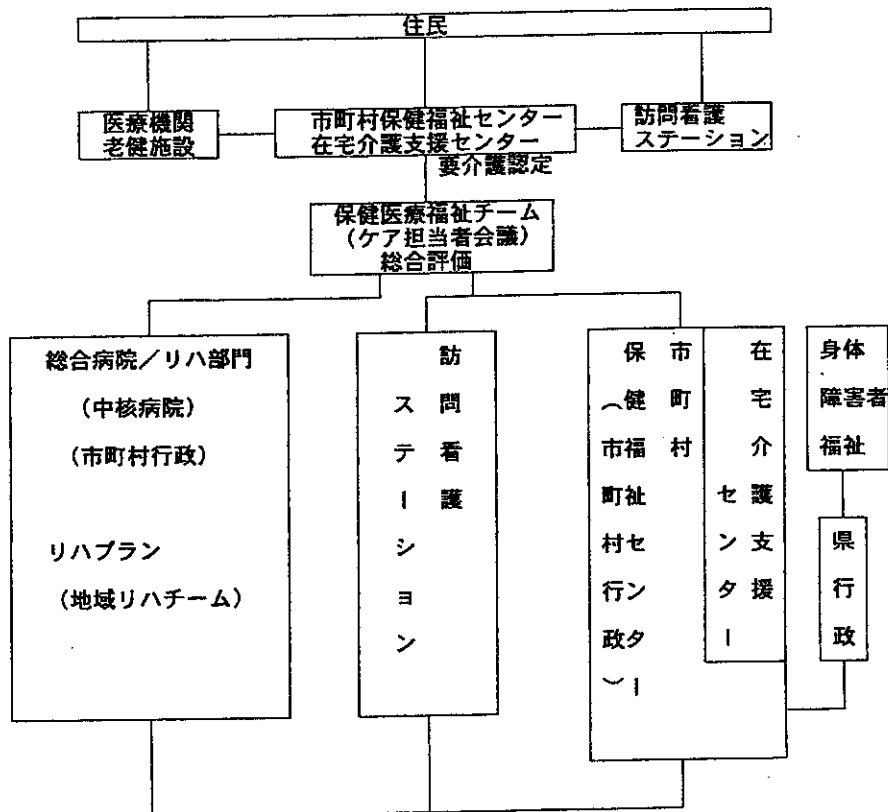 住民
医療機関
老健施設
市町村保健福祉センター
在宅介護支援センター
訪問看護
ステーション
要介護認定
保健医療福祉チーム
(ケア担当者会議)
総合評価
総合病院／リハ部門
(中核病院)
(市町村行政)
リハプラン
(地域リハチーム)
訪問看護
ステーション
市町村
保健福祉センター
(市町村行政)
在宅介護支援
センター
身体
障害者
福祉
県行政